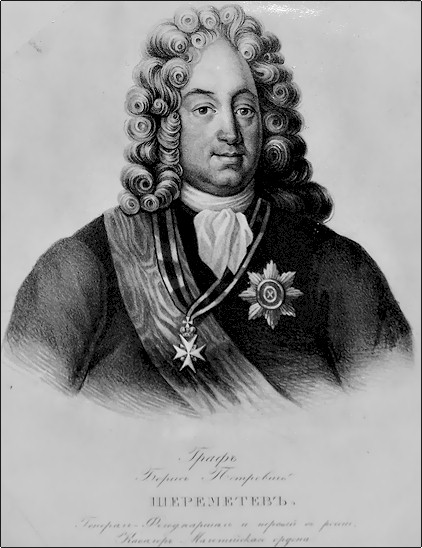 Графъ
Борисъ Петровичъ
ШЕРЕМЕТЕВЪ.
Генералъ-Фельдмаршалъ и первый въ россіи
Кавалеръ Мальтійскаго ордена